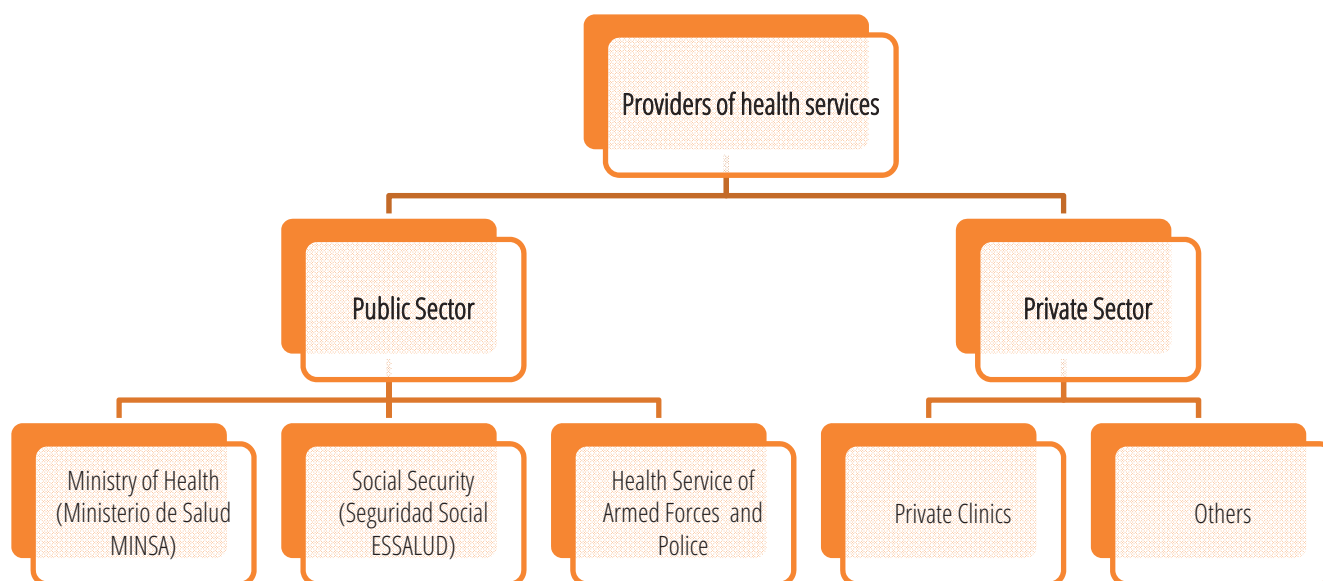 Providers of health services
Public Sector
Private Sector
Ministry of Health
(Ministerio de Salud
MINSA)
Social Security
(Seguridad Social
ESSALUD)
Health Service of
Armed Forces and
Police
Private Clinics
Others